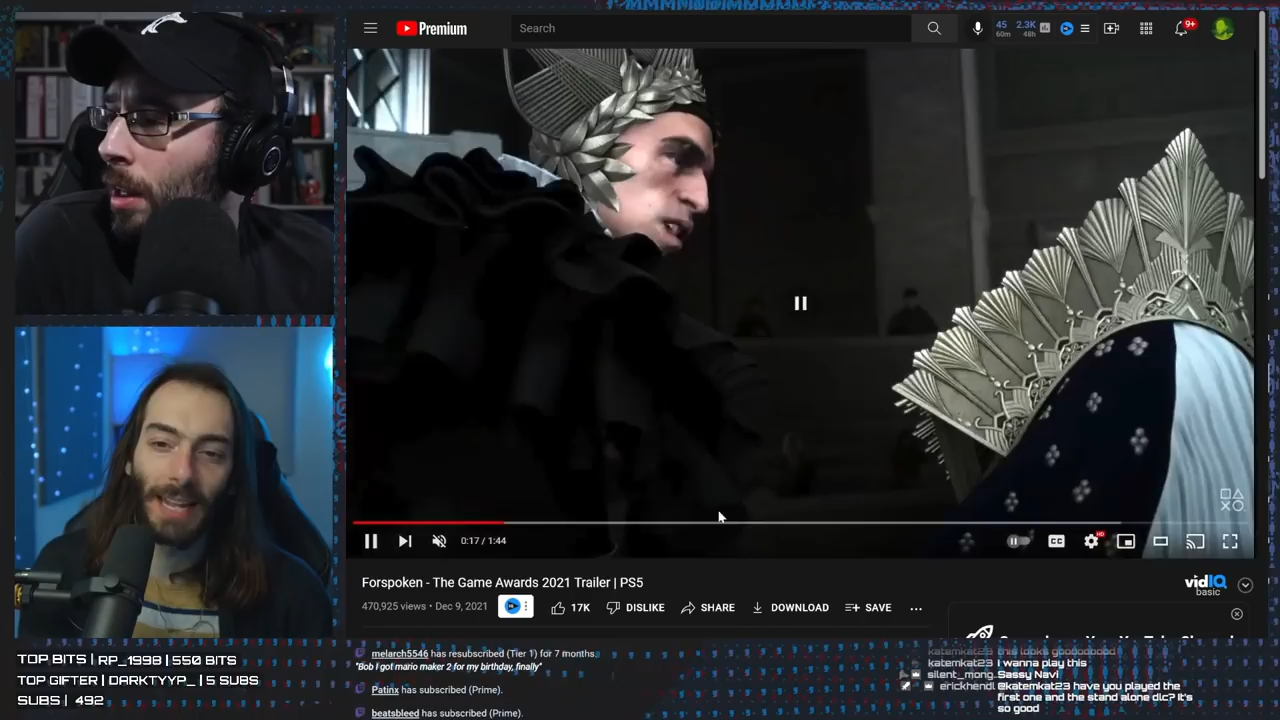 Premium
Search
45
60m
2.3K
48h
9+
0:17 / 1:44
CC
HD
Forspoken - The Game Awards 2021 Trailer | PS5
470,925 views • Dec 9, 2021
17K
DISLIKE
SHARE
DOWNLOAD
SAVE
vidIQ
basic
TOP BITS | RP_1998 | 550 BITS
TOP GIFTER | DARKTYYP_ | 5 SUBS
SUBS | 492
melarch5546 has resubscribed (Tier 1) for 7 months.
"Bob I got mario maker 2 for my birthday, finally"
Patinx has subscribed (Prime).
beatsbleed has subscribed (Prime).
katemkat23 I wanna play this
silent_mong Sassy Navi
@katemkat23 have you played the
first one and the stand alone dlc? It's
so good